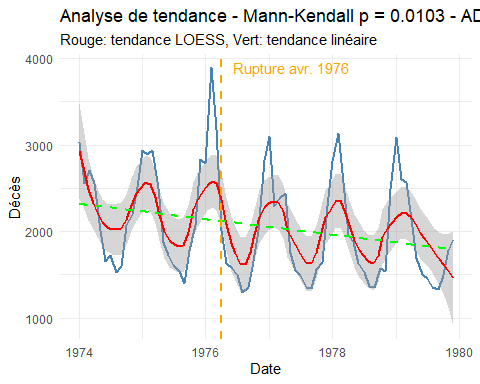 Analyse de tendance - Mann-Kendall p = 0.0103 - AD
Rouge: tendance LOESS, Vert: tendance linéaire
Rupture avr. 1976
4000
3000
2000
1000
Décès
1974
1976
1978
1980
Date